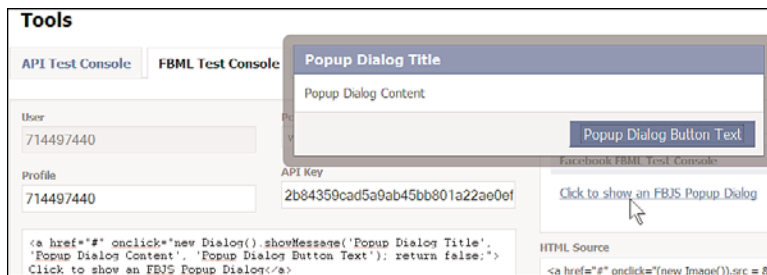 Tools
API Test Console
FBML Test Console
Popup Dialog Title
Popup Dialog Content
Popup Dialog Button Text
User
714497440
Profile
714497440
API Key
2b84359cad5a9ab45bb801a22ae0ef
Facebook FBML Test Console
Click to show an FBJS Popup Dialog
<a href="#" onclick="new Dialog().showMessage('Popup Dialog Title',
'Popup Dialog Content', 'Popup Dialog Button Text'); return false;">
Click to show an FBJS Popup Dialog</a>
HTML Source
<a href="#" onclick="(new Image()).src = &